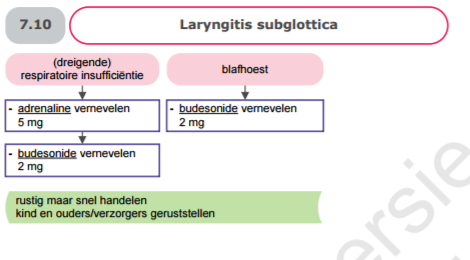 7.10
Laryngitis subglottica
(dreigende)
respiratoire insufficiëntie
blafhoest
- adrenaline vernevelen
5 mg
- budesonide vernevelen
2 mg
- budesonide vernevelen
2 mg
rustig maar snel handelen
kind en ouders/verzorgers geruststellen
ersie